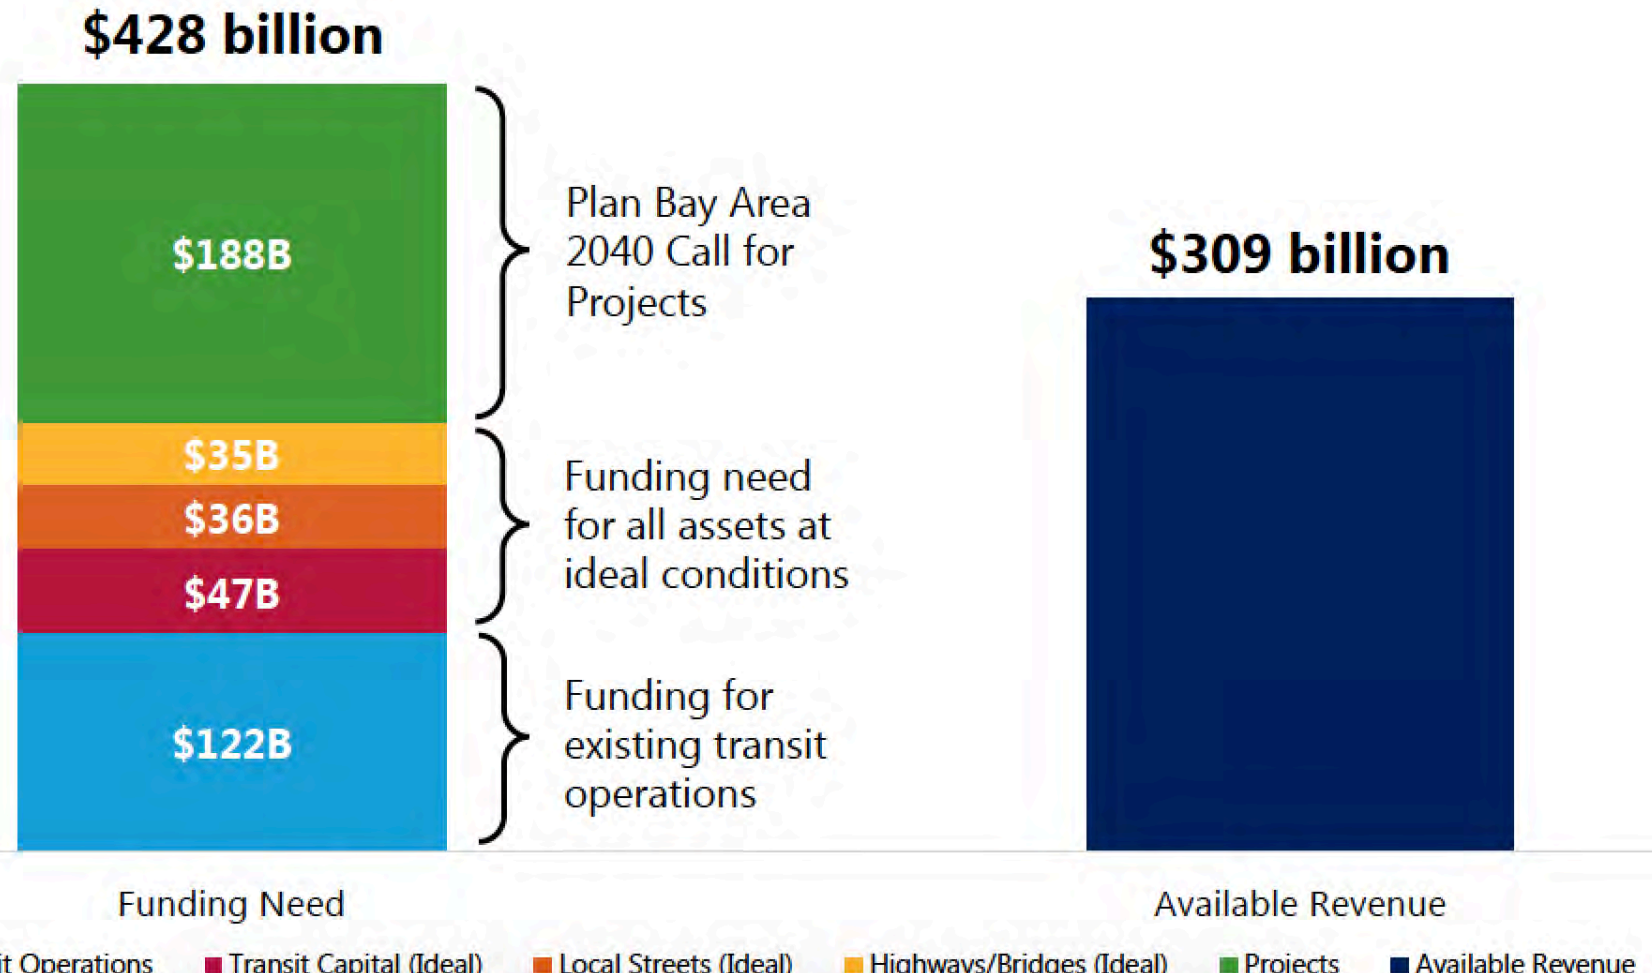 $428 billion
$188B
Plan Bay Area
2040 Call for
Projects
$309 billion
$35B
$36B
$47B
Funding need
for all assets at
ideal conditions
$122B
Funding for
existing transit
operations
Funding Need
Available Revenue
it Operations
Transit Capital (Ideal)
Local Streets (Ideal)
Highways/Bridges (Ideal)
Projects
Available Revenue